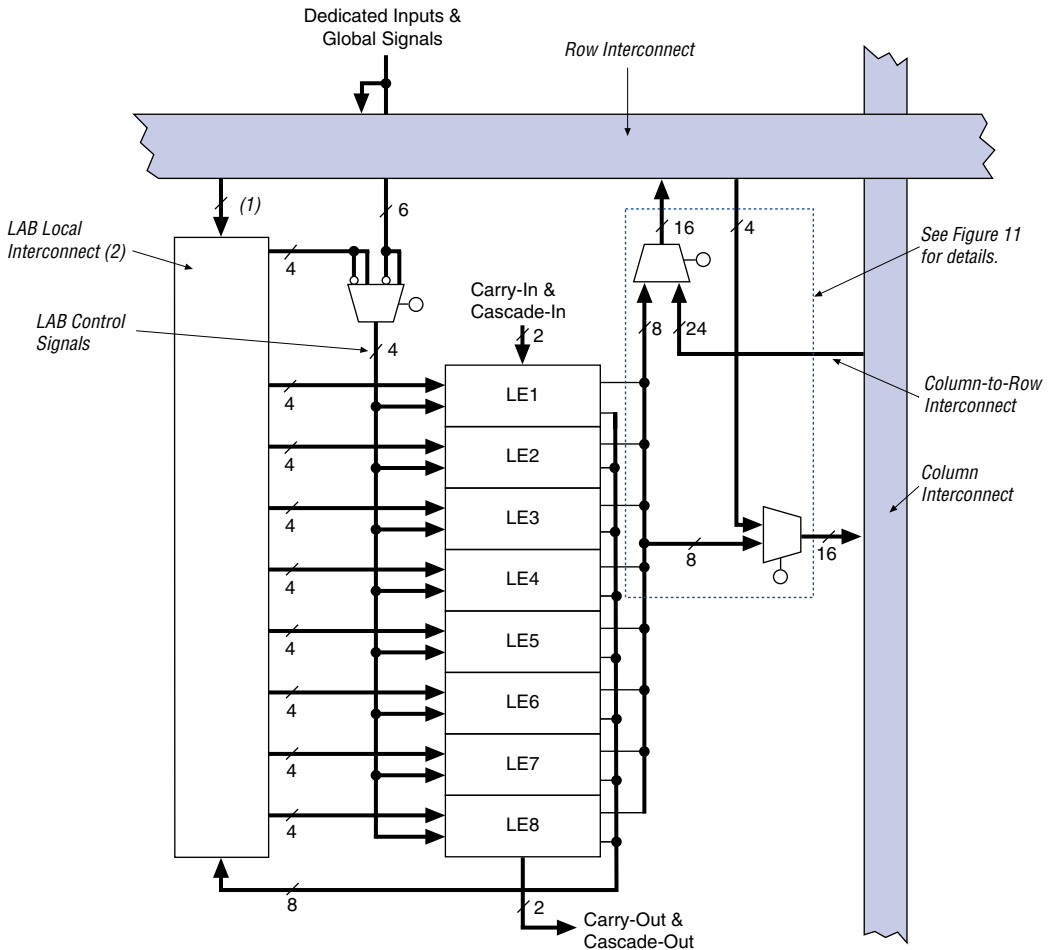 Dedicated Inputs &
Global Signals
Row Interconnect
(1)
6
16
4
LAB Local
Interconnect (2)
4
See Figure 11
for details.
Carry-In &
Cascade-In
LAB Control
Signals
4
2
8
24
LE1
4
Column-to-Row
Interconnect
LE2
4
Column
Interconnect
LE3
4
8
16
LE4
4
LE5
4
LE6
4
LE7
4
LE8
4
8
2
Carry-Out &
Cascade-Out